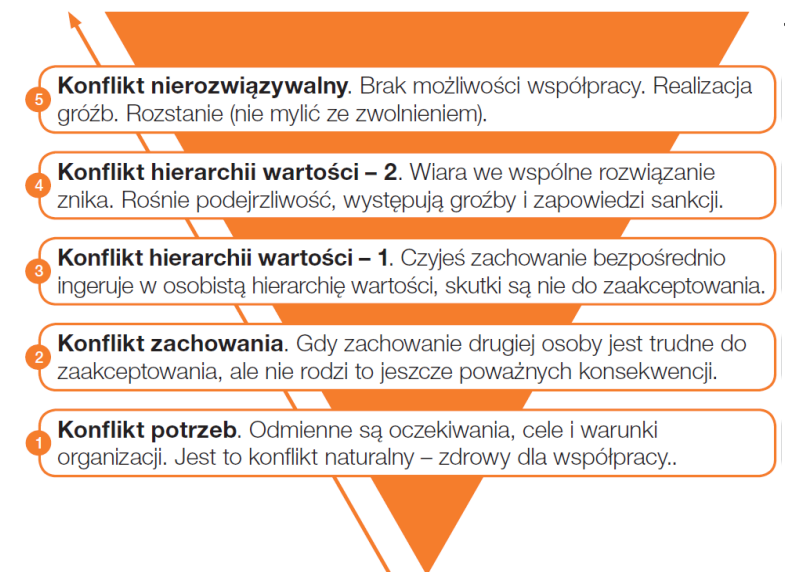 5
Konflikt nierozwiązywalny. Brak możliwości współpracy. Realizacja
gróźb. Rozstanie (nie mylić ze zwolnieniem).
4
Konflikt hierarchii wartości – 2. Wiara we wspólne rozwiązanie
znika. Rośnie podejrzliwość, występują groźby i zapowiedzi sankcji.
3
Konflikt hierarchii wartości – 1. Czyjeś zachowanie bezpośrednio
ingeruje w osobistą hierarchię wartości, skutki są nie do zaakceptowania.
2
Konflikt zachowania. Gdy zachowanie drugiej osoby jest trudne do
zaakceptowania, ale nie rodzi to jeszcze poważnych konsekwencji.
1
Konflikt potrzeb. Odmienne są oczekiwania, cele i warunki
organizacji. Jest to konflikt naturalny – zdrowy dla współpracy..